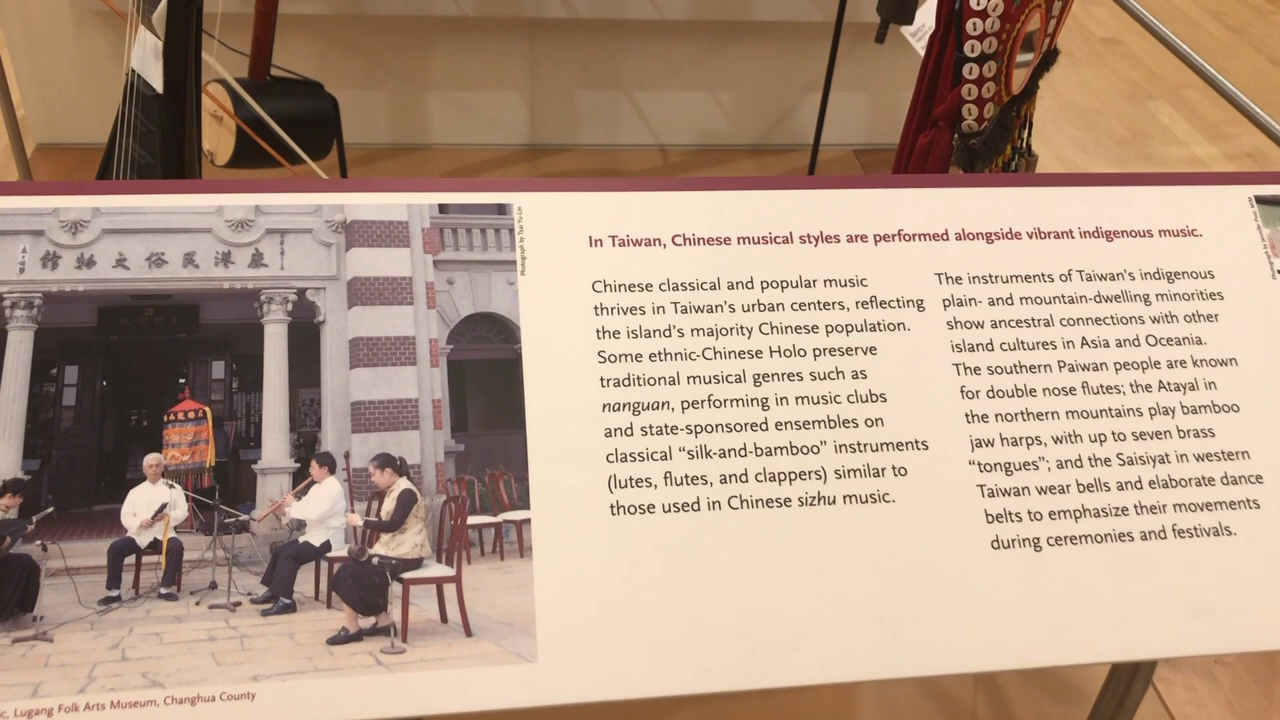 鹿港民俗文物館
Photograph by Tsai Yu-Lin
c, Lugang Folk Arts Museum, Changhua County
In Taiwan, Chinese musical styles are performed alongside vibrant indigenous music.
Chinese classical and popular music
thrives in Taiwan’s urban centers, reflecting
the island’s majority Chinese population.
Some ethnic-Chinese Holo preserve
traditional musical genres such as
nanguan, performing in music clubs
and state-sponsored ensembles on
classical “silk-and-bamboo” instruments
(lutes, flutes, and clappers) similar to
those used in Chinese sizhu music.
The instruments of Taiwan’s indigenous
plain- and mountain-dwelling minorities
show ancestral connections with other
island cultures in Asia and Oceania.
The southern Paiwan people are known
for double nose flutes; the Atayal in
the northern mountains play bamboo
jaw harps, with up to seven brass
“tongues”; and the Saisiyat in western
Taiwan wear bells and elaborate dance
belts to emphasize their movements
during ceremonies and festivals.